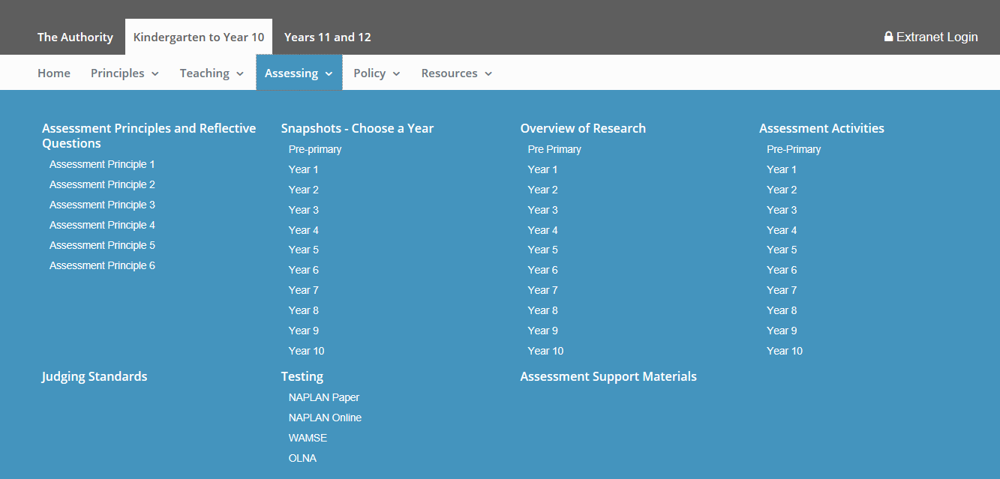 The Authority
Kindergarten to Year 10
Years 11 and 12
Extranet Login
Home
Principles
Teaching
Assessing
Policy
Resources
Assessment Principles and Reflective
Questions
Assessment Principle 1
Assessment Principle 2
Assessment Principle 3
Assessment Principle 4
Assessment Principle 5
Assessment Principle 6
Snapshots - Choose a Year
Pre-primary
Year 1
Year 2
Year 3
Year 4
Year 5
Year 6
Year 7
Year 8
Year 9
Year 10
Overview of Research
Pre Primary
Year 1
Year 2
Year 3
Year 4
Year 5
Year 6
Year 7
Year 8
Year 9
Year 10
Assessment Activities
Pre-Primary
Year 1
Year 2
Year 3
Year 4
Year 5
Year 6
Year 7
Year 8
Year 9
Year 10
Judging Standards
Testing
NAPLAN Paper
NAPLAN Online
WAMSE
OLNA
Assessment Support Materials